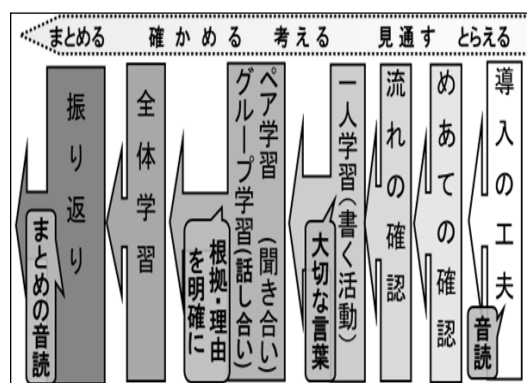 とらえる
見通す
考える
確かめる
まとめる
導入の工夫
音読
めあての確認
流れの確認
一人学習(書く活動)
大切な言葉
ペア学習 (聞き合い)
グループ学習(話し合い)
根拠・理由
を明確に
全体学習
振り返り
まとめの音読